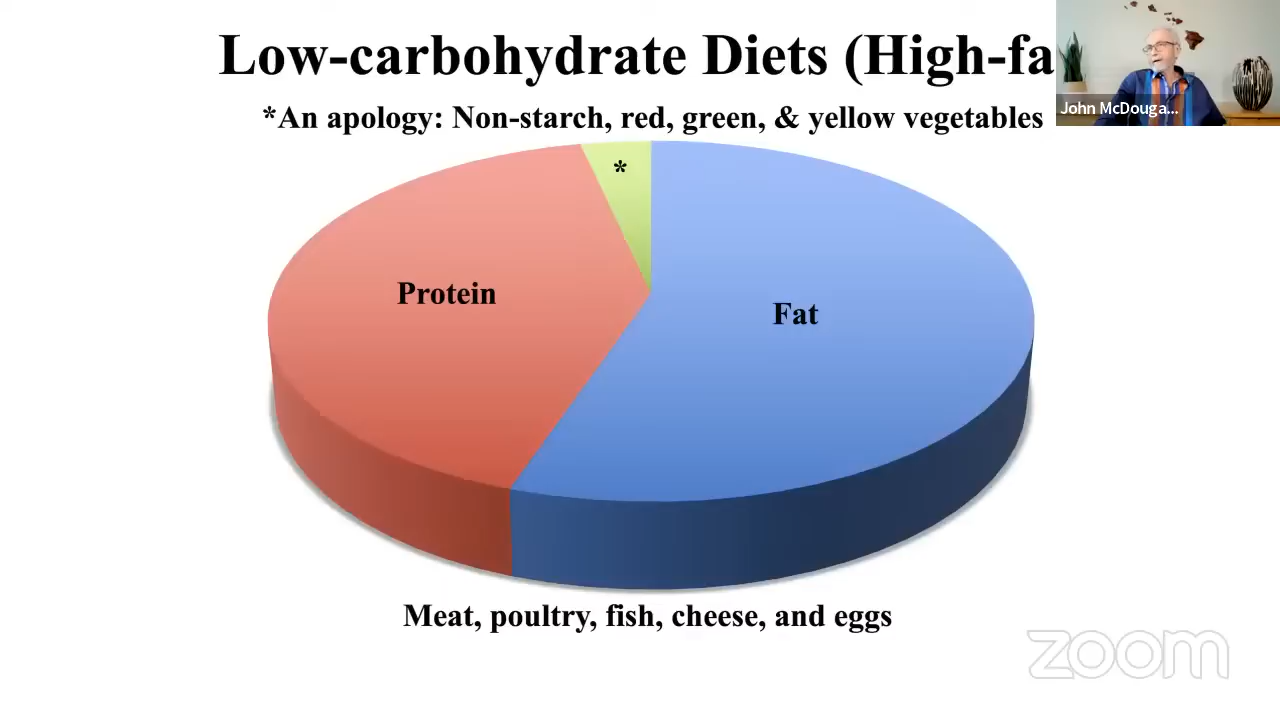 Low-carbohydrate Diets (High-fa
*An apology: Non-starch, red, green, & yellow vegetables
John McDouga...
*
Protein
Fat
Meat, poultry, fish, cheese, and eggs
zoom